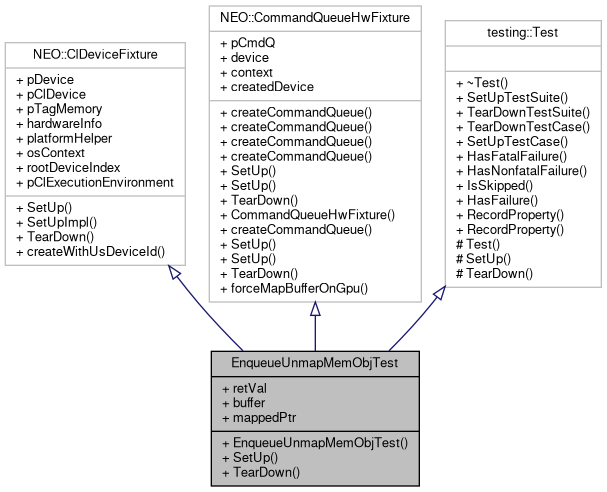 NEO::ClDeviceFixture
+ pDevice
+ pClDevice
+ pTagMemory
+ hardwareInfo
+ platformHelper
+ osContext
+ rootDeviceIndex
+ pClExecutionEnvironment
+ SetUp()
+ SetUpImpl()
+ TearDown()
+ createWithUsDeviceId()
NEO::CommandQueueHwFixture
+ pCmdQ
+ device
+ context
+ createdDevice
+ createCommandQueue()
+ createCommandQueue()
+ createCommandQueue()
+ createCommandQueue()
+ SetUp()
+ SetUp()
+ TearDown()
+ CommandQueueHwFixture()
+ createCommandQueue()
+ SetUp()
+ SetUp()
+ TearDown()
+ forceMapBufferOnGpu()
testing::Test
+ ~Test()
+ SetUpTestSuite()
+ TearDownTestSuite()
+ TearDownTestCase()
+ SetUpTestCase()
+ HasFatalFailure()
+ HasNonfatalFailure()
+ IsSkipped()
+ HasFailure()
+ RecordProperty()
+ RecordProperty()
# Test()
# SetUp()
# TearDown()
EnqueueUnmapMemObjTest
+ retVal
+ buffer
+ mappedPtr
+ EnqueueUnmapMemObjTest()
+ SetUp()
+ TearDown()